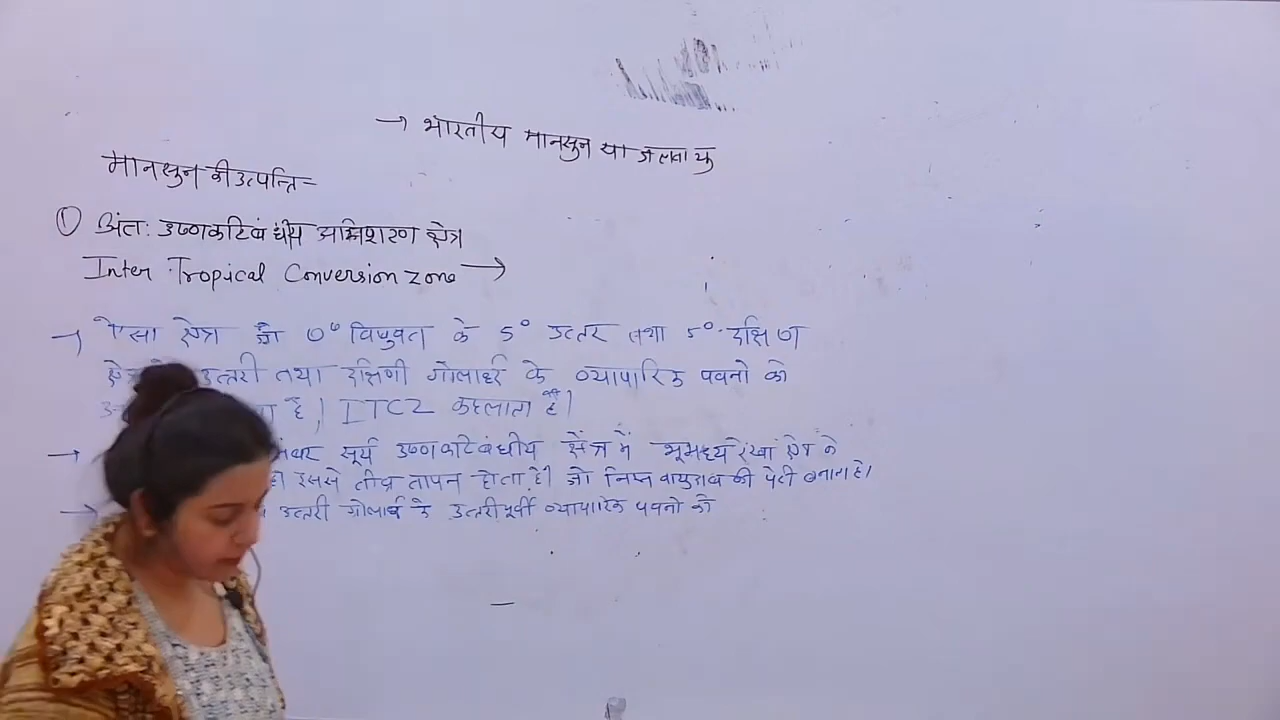 → भारतीय मानसुन या जलवायु
मानसुन की उत्पत्ति=
① अंत: उष्णकटिबंधीय अभिशरण क्षेत्र
Inter Tropical Conversion Zone →
→ ऐसा क्षेत्र जो 0° विषुवत के 5° उत्तर तथा 5° दक्षिण
उत्तरी तथा दक्षिणी गोलार्ध्द के व्यापारिक पवनो को
है, ITCZ कहलाता है।
→ सूर्य उष्णकटिबंधीय क्षेत्र में भूमध्य रेखा क्षेत्र में
इससे तीव्र तापन होता है। जो निम्न वायुदाब की पेटी बनाता है।
→ उत्तरी गोलार्ध के उत्तरीपूर्वी व्यापारिक पवनो को